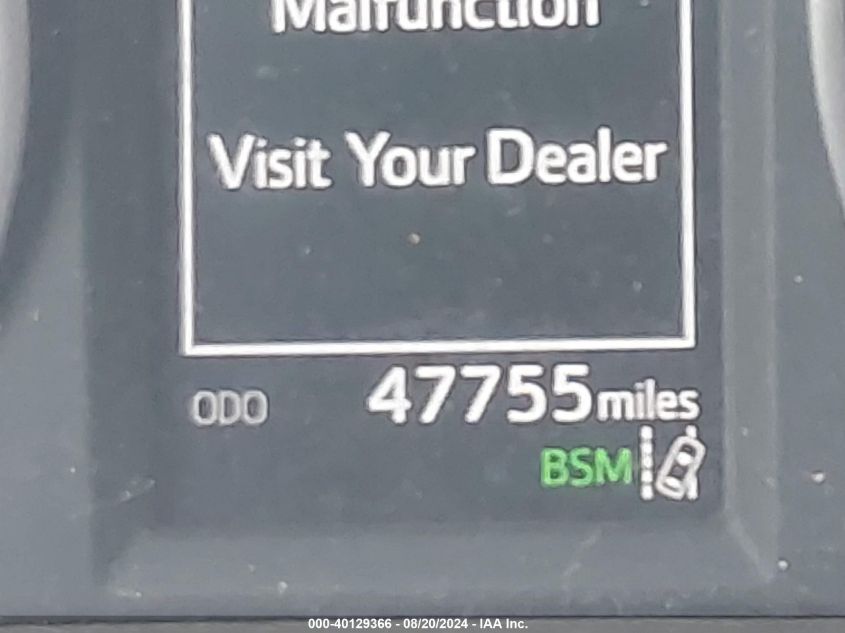 Malfunction
Visit Your Dealer
ODO 47755miles
BSM
000-40129366 - 08/20/2024 - IAA Inc.